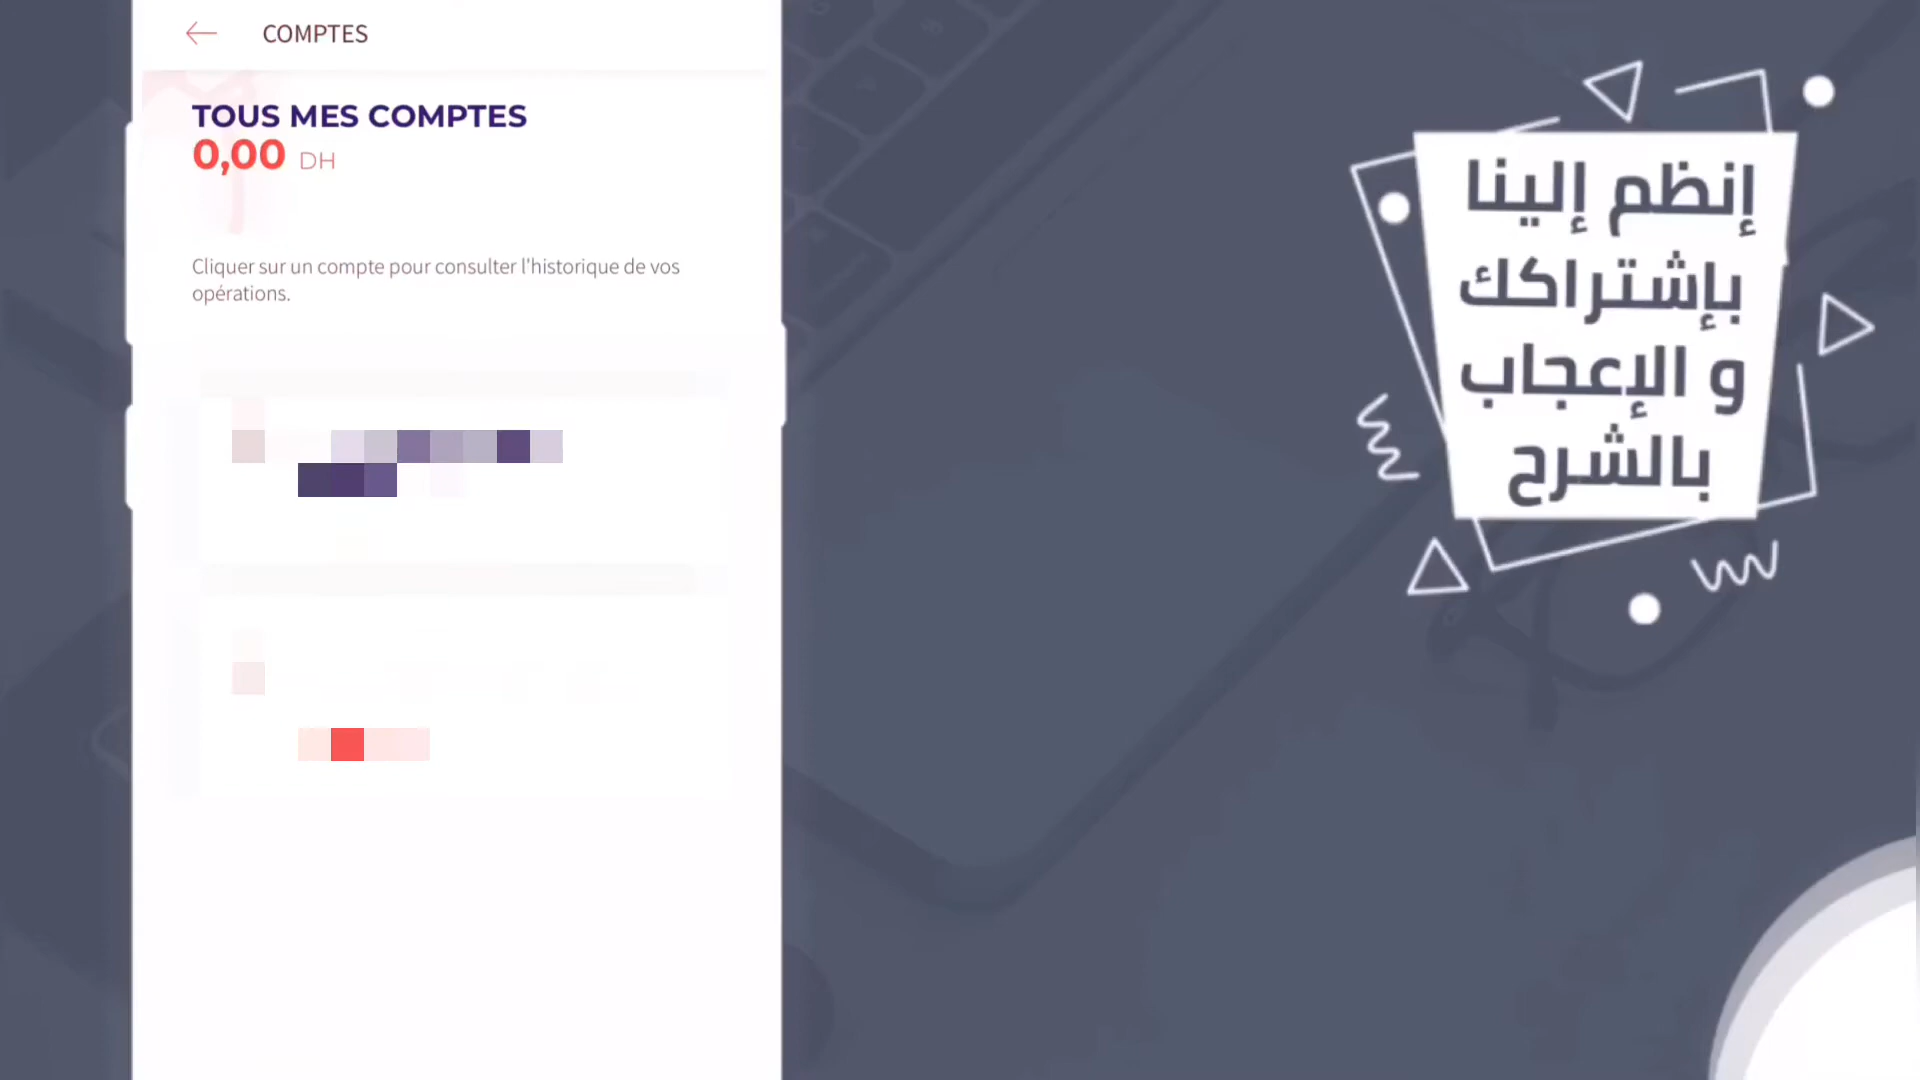 COMPTES
TOUS MES COMPTES
0,00 DH
Cliquer sur un compte pour consulter l'historique de vos
opérations.
إنظم إلينا
بإشتراكك
و الإعجاب
بالشرح